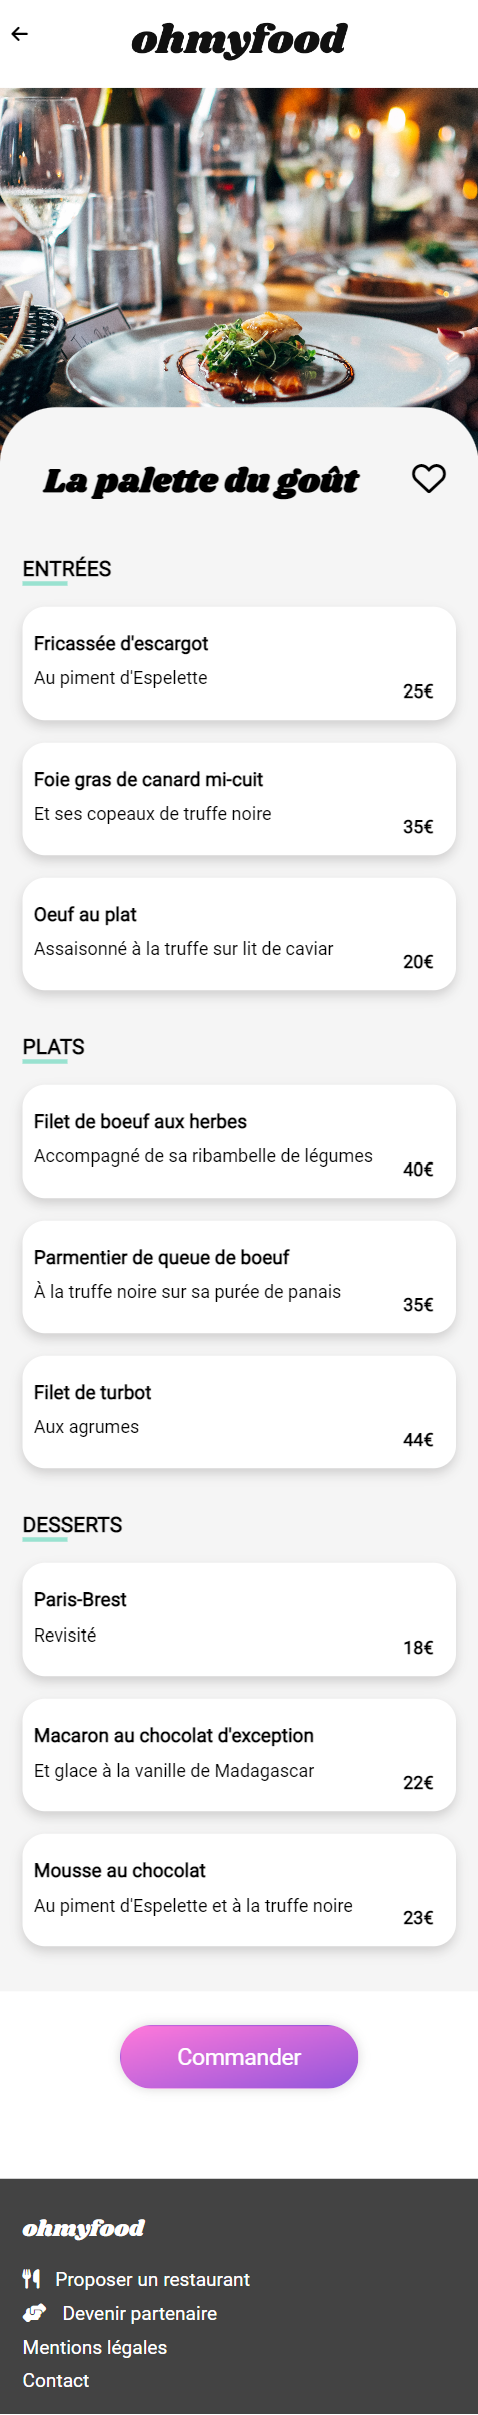 ohmyfood
La palette du goût
ENTRÉES
Fricassée d'escargot
Au piment d'Espelette
25€
Foie gras de canard mi-cuit
Et ses copeaux de truffe noire
35€
Oeuf au plat
Assaisonné à la truffe sur lit de caviar
20€
PLATS
Filet de boeuf aux herbes
Accompagné de sa ribambelle de légumes
40€
Parmentier de queue de boeuf
À la truffe noire sur sa purée de panais
35€
Filet de turbot
Aux agrumes
44€
DESSERTS
Paris-Brest
Revisité
18€
Macaron au chocolat d'exception
Et glace à la vanille de Madagascar
22€
Mousse au chocolat
Au piment d'Espelette et à la truffe noire
23€
Commander
ohmyfood
Proposer un restaurant
Devenir partenaire
Mentions légales
Contact